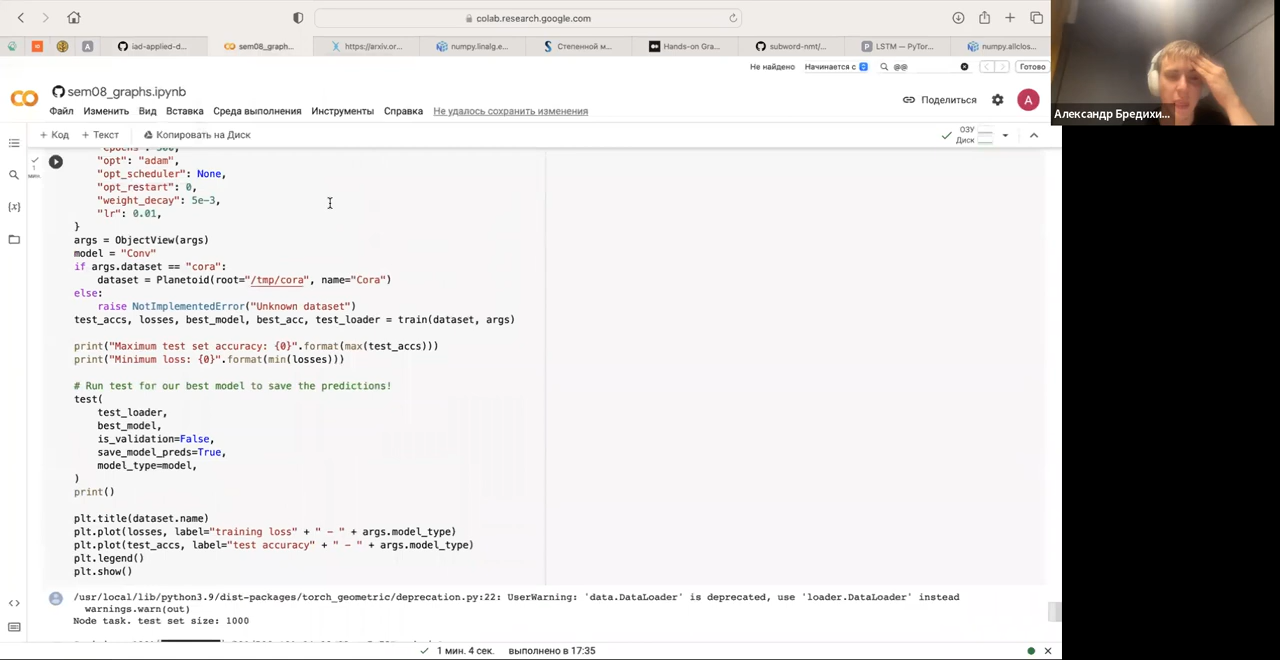 colab.research.google.com
iad-applied-d...
sem08_graph...
https://arxiv.or...
numpy.linalg.e...
Степенной м...
Hands-on Gra...
subword-nmt/...
LSTM — PyTor...
numpy.allclos...
Не найдено Начинается с @@ Готово
sem08_graphs.ipynb
Файл Изменить Вид Вставка Среда выполнения Инструменты Справка Не удалось сохранить изменения
Поделиться
A
+ Код + Текст Копировать на Диск
ОЗУ
Диск
"opt": "adam",
"opt_scheduler": None,
"opt_restart": 0,
"weight_decay": 5e-3,
"lr": 0.01,
}
args = ObjectView(args)
model = "Conv"
if args.dataset == "cora":
dataset = Planetoid(root="/tmp/cora", name="Cora")
else:
raise NotImplementedError("Unknown dataset")
test_accs, losses, best_model, best_acc, test_loader = train(dataset, args)
print("Maximum test set accuracy: {0}".format(max(test_accs)))
print("Minimum loss: {0}".format(min(losses)))
# Run test for our best model to save the predictions!
test(
test_loader,
best_model,
is_validation=False,
save_model_preds=True,
model_type=model,
)
print()
plt.title(dataset.name)
plt.plot(losses, label="training loss" + " - " + args.model_type)
plt.plot(test_accs, label="test accuracy" + " - " + args.model_type)
plt.legend()
plt.show()
/usr/local/lib/python3.9/dist-packages/torch_geometric/deprecation.py:22: UserWarning: 'data.DataLoader' is deprecated, use 'loader.DataLoader' instead
warnings.warn(out)
Node task. test set size: 1000
1 мин. 4 сек. выполнено в 17:35
Александр Бредихи...